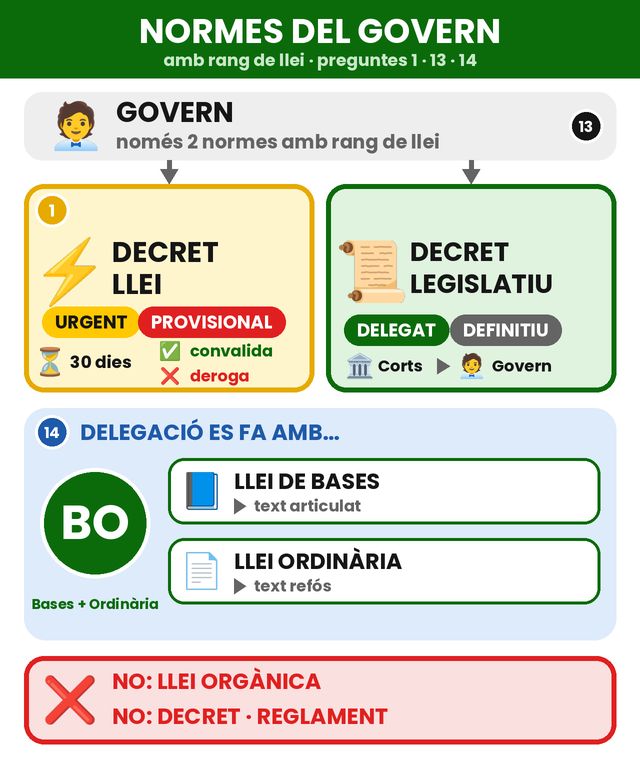 NORMES DEL GOVERN
amb rang de llei · preguntes 1 · 13 · 14
GOVERN
només 2 normes amb rang de llei
13
1
DECRET
LLEI
URGENT
PROVISIONAL
30 dies
convalida
deroga
DECRET
LEGISLATIU
DELEGAT
DEFINITIU
Corts
Govern
14
DELEGACIÓ ES FA AMB...
BO
Bases + Ordinària
LLEI DE BASES
text articulat
LLEI ORDINÀRIA
text refós
NO: LLEI ORGÀNICA
NO: DECRET · REGLAMENT